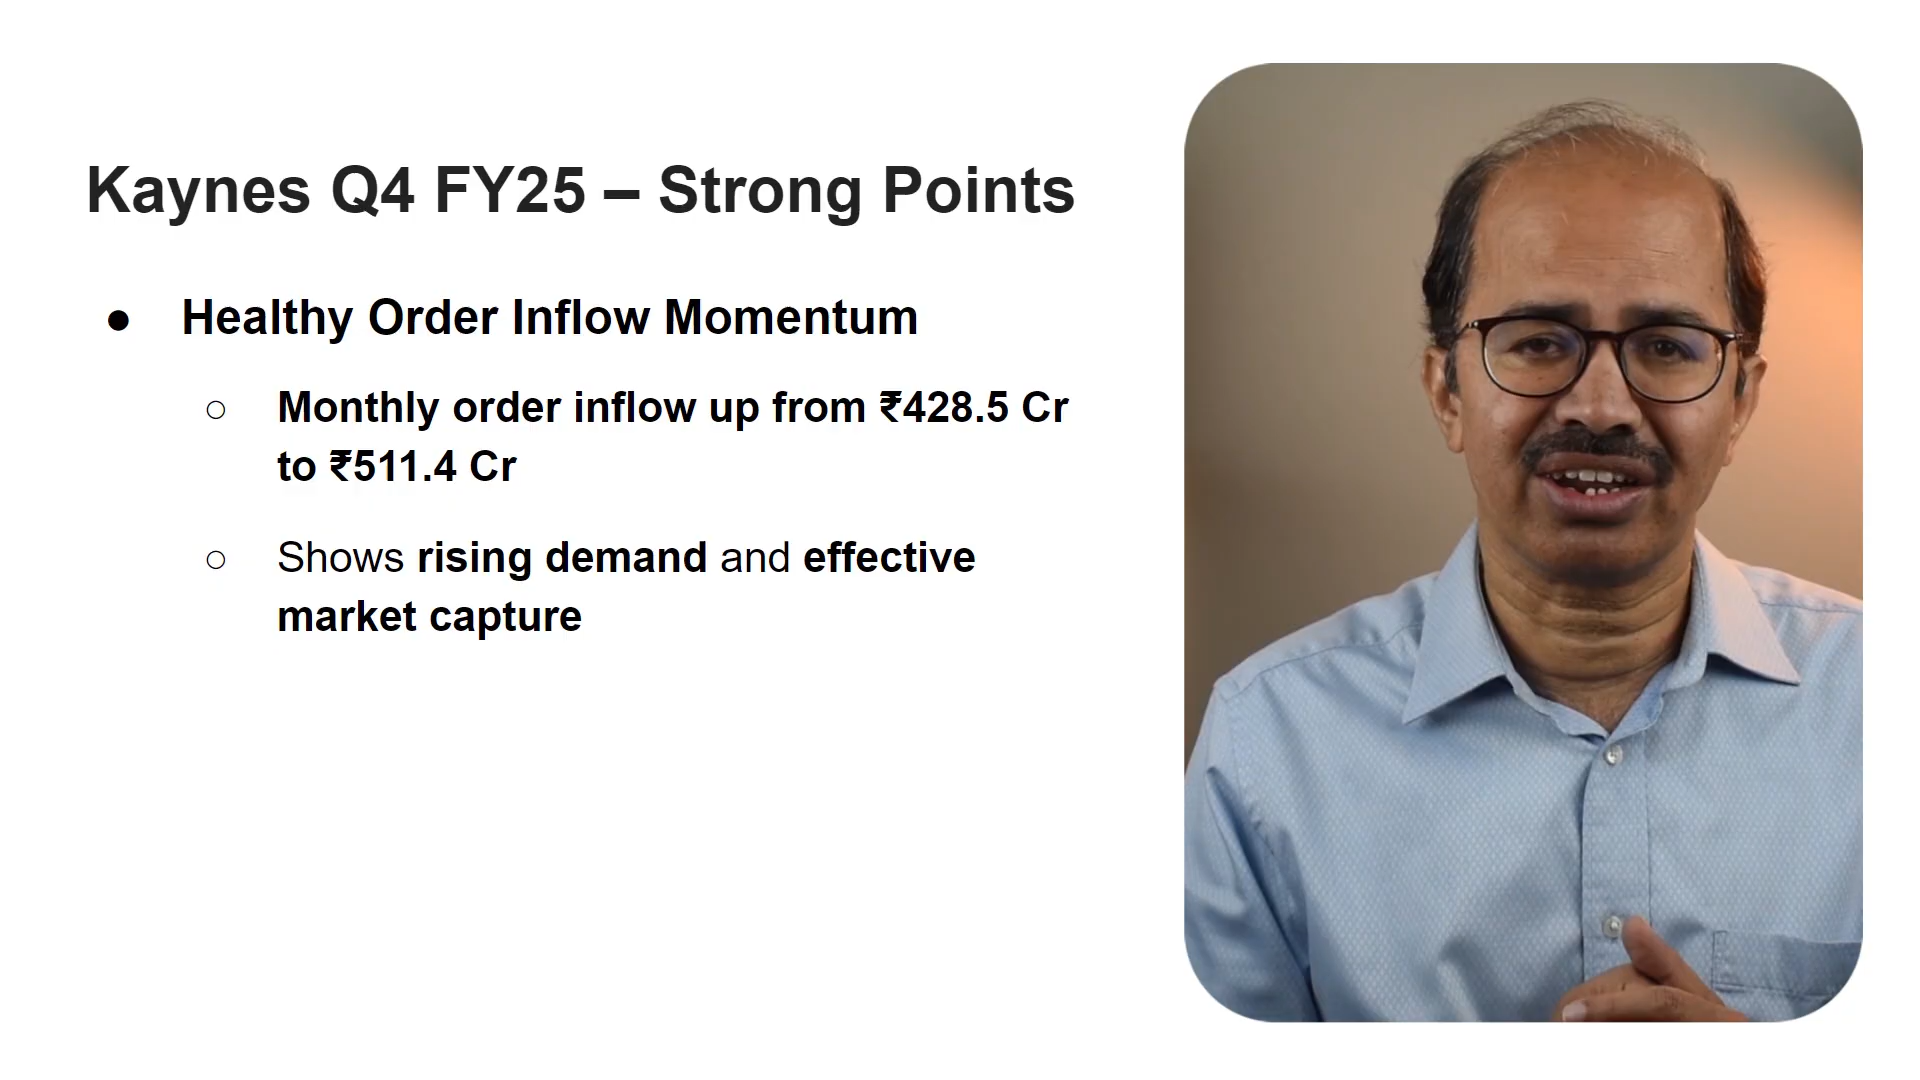 Kaynes Q4 FY25 – Strong Points
● Healthy Order Inflow Momentum
○ Monthly order inflow up from ₹428.5 Cr
to ₹511.4 Cr
○ Shows rising demand and effective
market capture